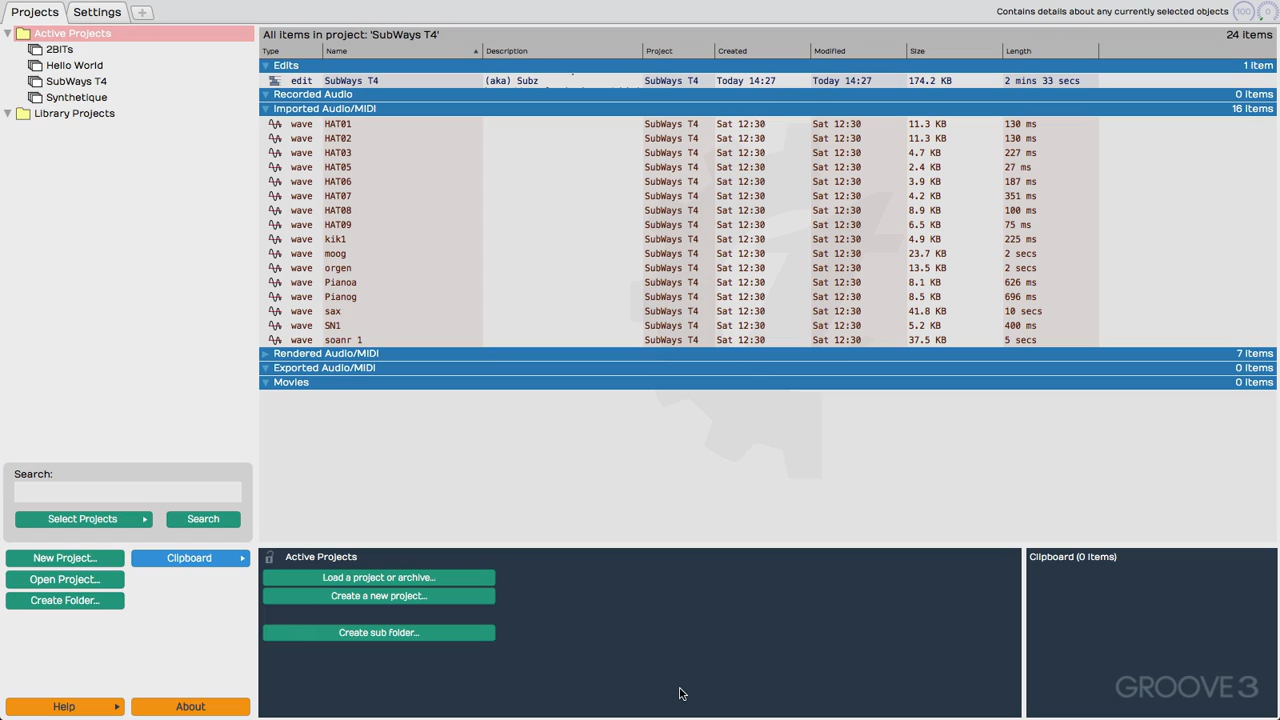 Projects Settings Contains details about any currently selected objects 100 0
Active Projects
2BITs
Hello World
SubWays T4
Synthetique
Library Projects
All items in project: 'SubWays T4' 24 items
Type Name Description Project Created Modified Size Length
Edits 1 item
edit SubWays T4 (aka) Subz SubWays T4 Today 14:27 Today 14:27 174.2 KB 2 mins 33 secs
Recorded Audio 0 items
Imported Audio/MIDI 16 items
wave HAT01 SubWays T4 Sat 12:30 Sat 12:30 11.3 KB 130 ms
wave HAT02 SubWays T4 Sat 12:30 Sat 12:30 11.3 KB 130 ms
wave HAT03 SubWays T4 Sat 12:30 Sat 12:30 4.7 KB 227 ms
wave HAT05 SubWays T4 Sat 12:30 Sat 12:30 2.4 KB 27 ms
wave HAT06 SubWays T4 Sat 12:30 Sat 12:30 3.9 KB 187 ms
wave HAT07 SubWays T4 Sat 12:30 Sat 12:30 4.2 KB 351 ms
wave HAT08 SubWays T4 Sat 12:30 Sat 12:30 8.9 KB 100 ms
wave HAT09 SubWays T4 Sat 12:30 Sat 12:30 6.5 KB 75 ms
wave kik1 SubWays T4 Sat 12:30 Sat 12:30 4.9 KB 225 ms
wave moog SubWays T4 Sat 12:30 Sat 12:30 23.7 KB 2 secs
wave orgen SubWays T4 Sat 12:30 Sat 12:30 13.5 KB 2 secs
wave Pianoa SubWays T4 Sat 12:30 Sat 12:30 8.1 KB 626 ms
wave Pianog SubWays T4 Sat 12:30 Sat 12:30 8.5 KB 696 ms
wave sax SubWays T4 Sat 12:30 Sat 12:30 41.8 KB 10 secs
wave SN1 SubWays T4 Sat 12:30 Sat 12:30 5.2 KB 400 ms
wave soanr 1 SubWays T4 Sat 12:30 Sat 12:30 37.5 KB 5 secs
Rendered Audio/MIDI 7 items
Exported Audio/MIDI 0 items
Movies 0 items
Search:
Select Projects Search
New Project... Clipboard
Open Project...
Create Folder...
Help About
Active Projects
Load a project or archive...
Create a new project...
Create sub folder...
Clipboard (0 items)
GROOVE3